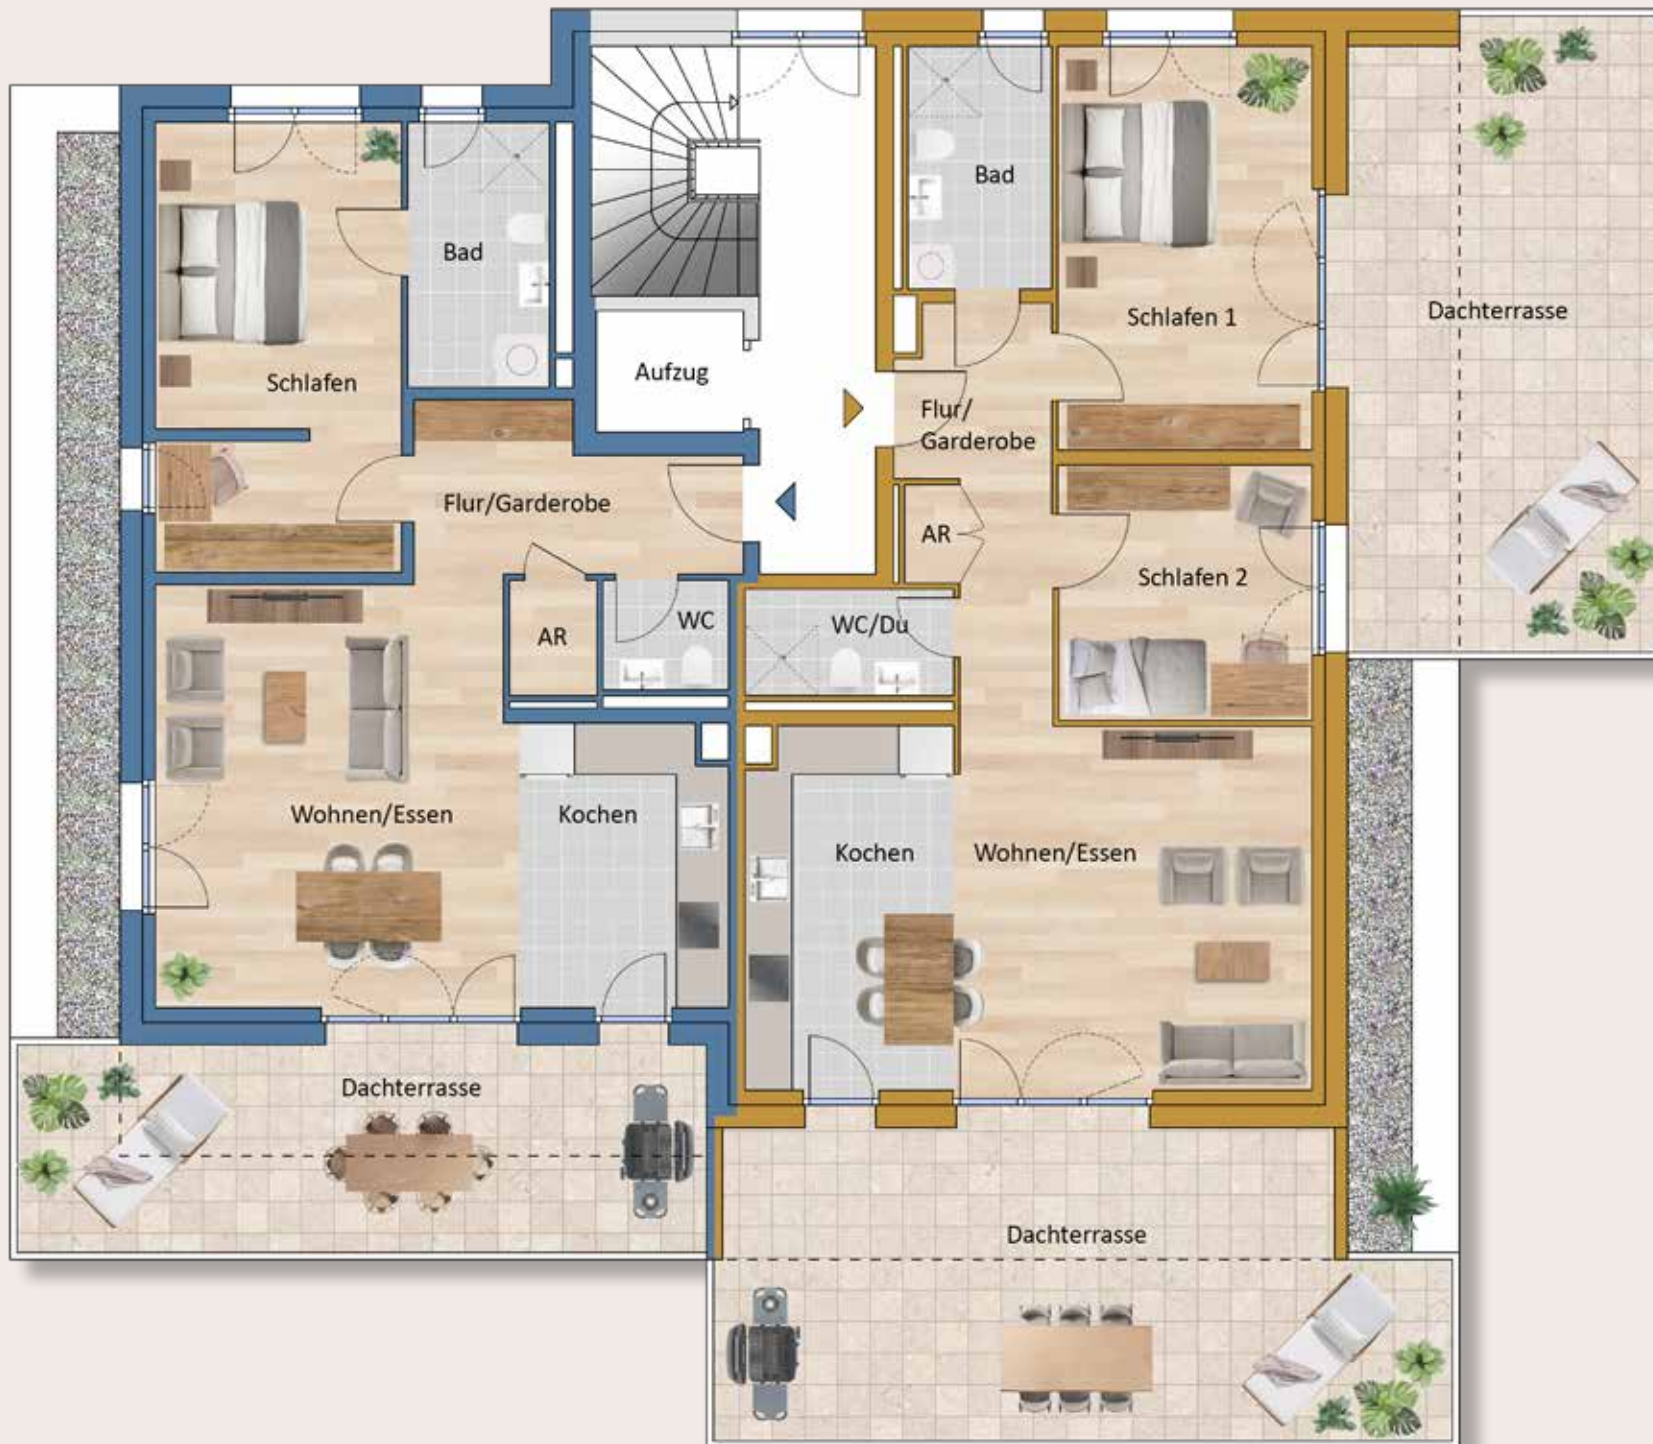 Bad
Bad
Schlafen 1
Dachterrasse
Schlafen
Aufzug
Flur/
Garderobe
Flur/Garderobe
AR
Schlafen 2
WC
WC/Du
AR
Wohnen/Essen
Kochen
Kochen
Wohnen/Essen
Dachterrasse
Dachterrasse